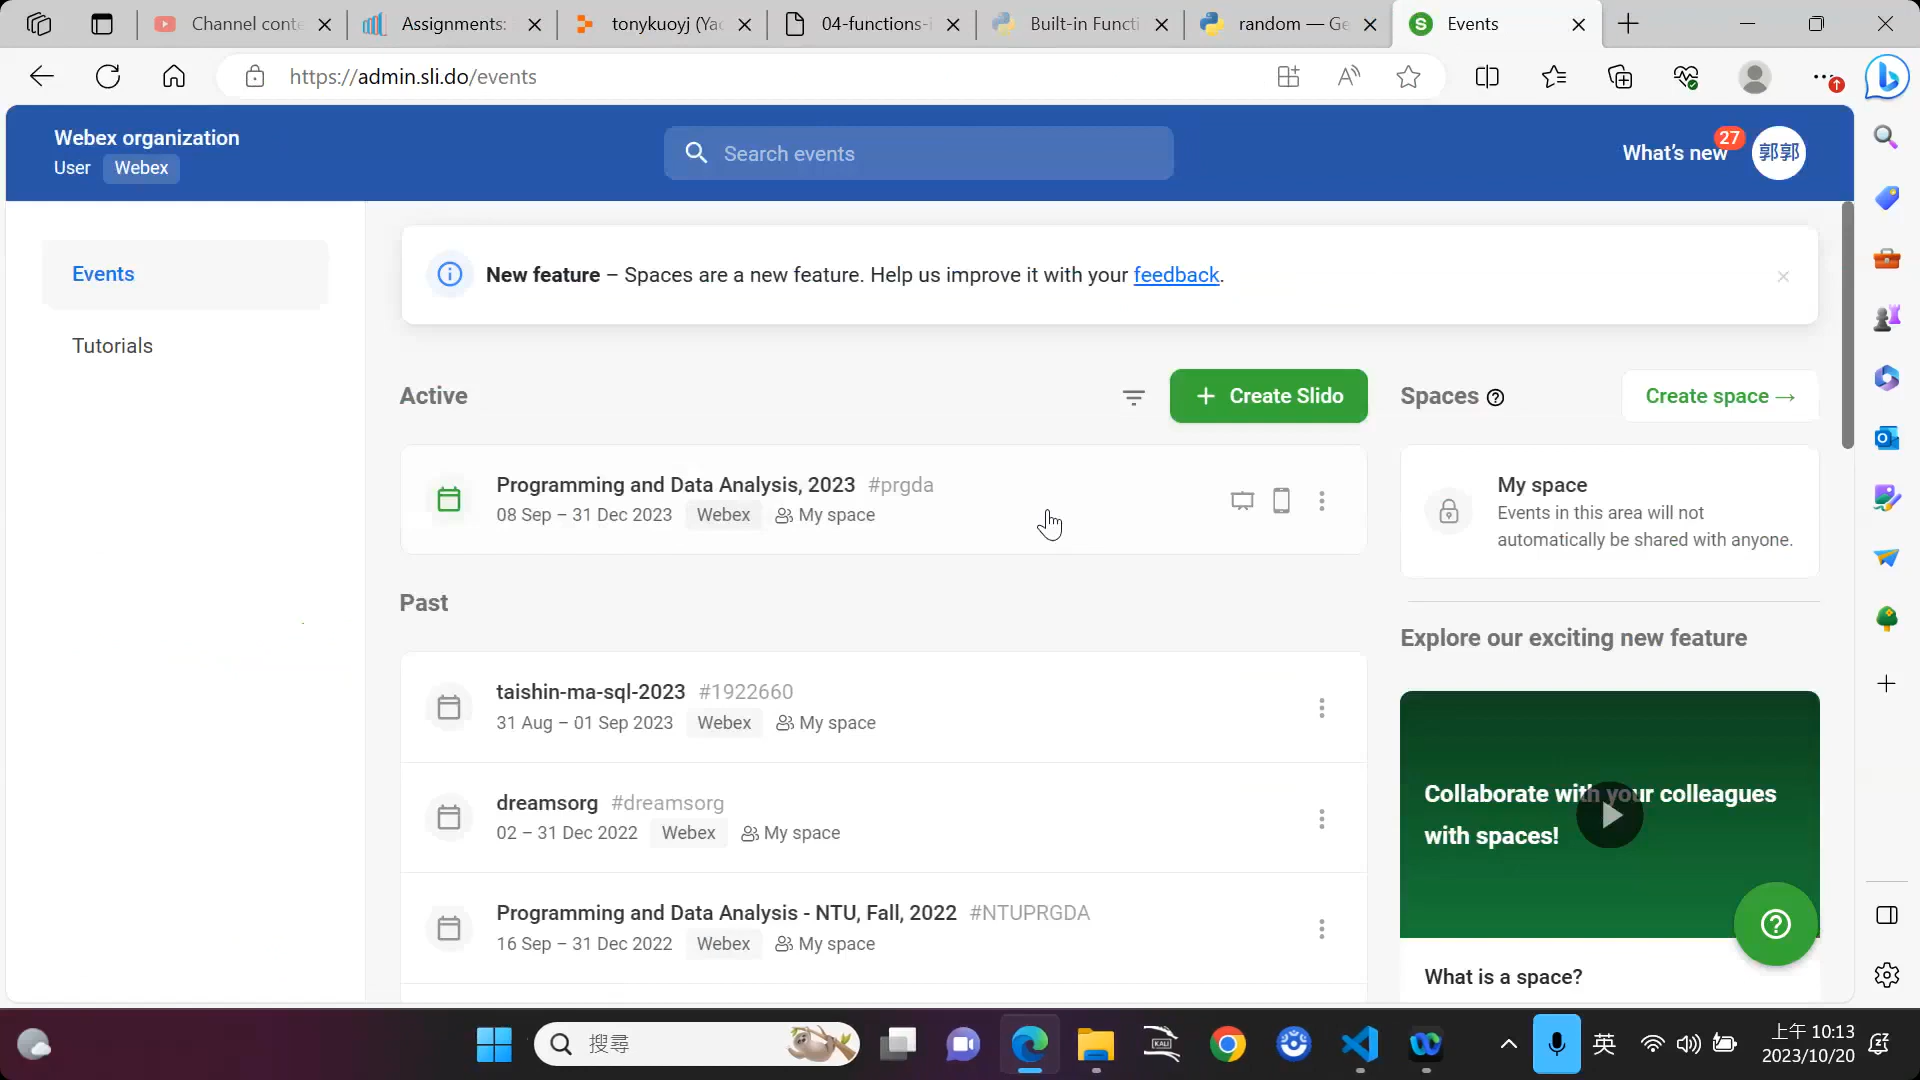 Channel conte
Assignments:
tonykuoyj (Yac
04-functions-i
Built-in Functi
random — Ge
Events
https://admin.sli.do/events
Webex organization
User Webex
Search events
What's new
27
郭郭
Events
Tutorials
New feature – Spaces are a new feature. Help us improve it with your feedback.
Active
Create Slido
Programming and Data Analysis, 2023 #prgda
08 Sep – 31 Dec 2023 Webex My space
Past
taishin-ma-sql-2023 #1922660
31 Aug – 01 Sep 2023 Webex My space
dreamsorg #dreamsorg
02 – 31 Dec 2022 Webex My space
Programming and Data Analysis - NTU, Fall, 2022 #NTUPRGDA
16 Sep – 31 Dec 2022 Webex My space
Spaces
Create space →
My space
Events in this area will not
automatically be shared with anyone.
Explore our exciting new feature
Collaborate with your colleagues
with spaces!
What is a space?
搜尋
KALI
英
上午 10:13
2023/10/20